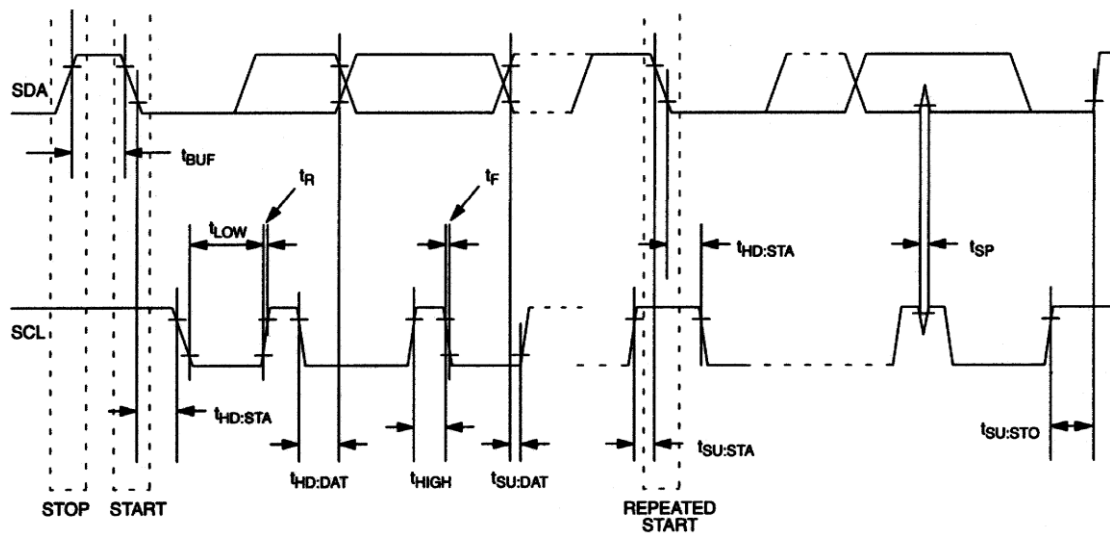 SDA
tBUF
tR
tF
tLOW
tHD:STA
tSP
SCL
tHD:STA
tSU:STA
tSU:STO
tHD:DAT
tHIGH
tSU:DAT
STOP
START
REPEATED
START